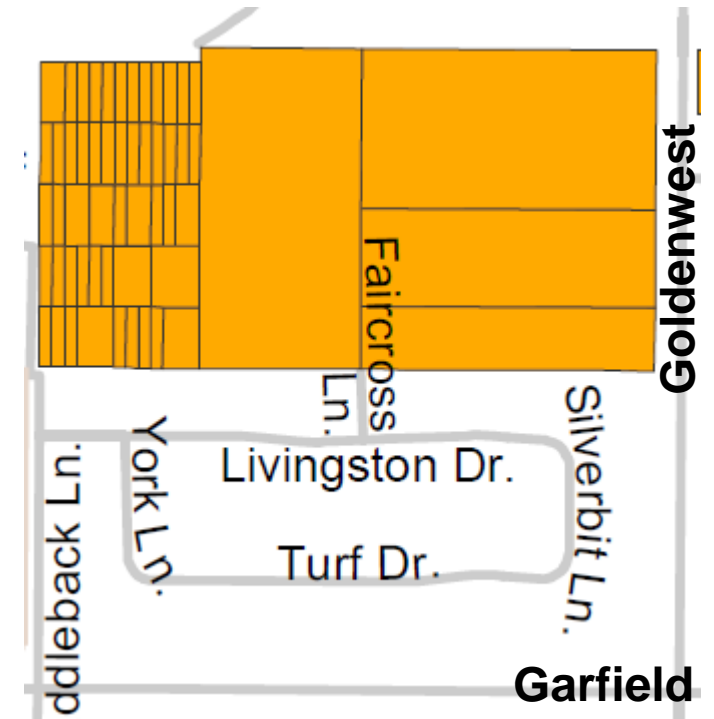 Goldenwest
Faircross
Ln.
Silverbit Ln.
York Ln.
Livingston Dr.
ddleback Ln.
Turf Dr.
Garfield